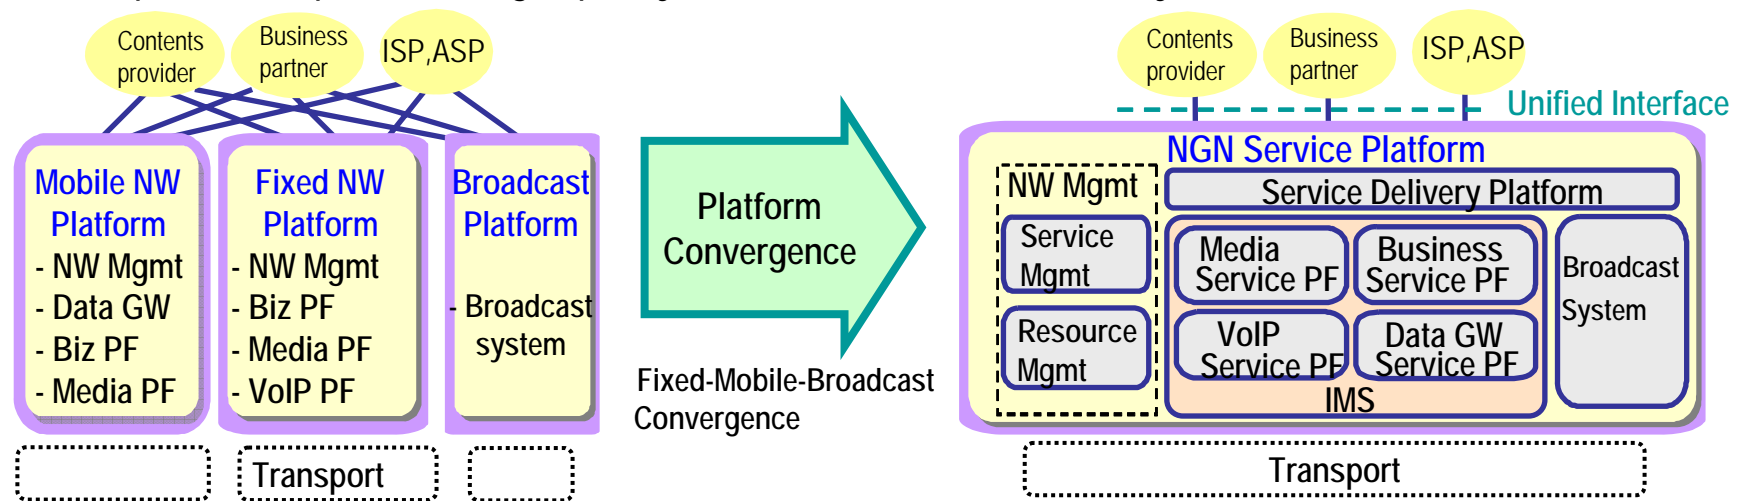 Contents
provider
Business
partner
ISP,ASP
Mobile NW
Platform
- NW Mgmt
- Data GW
- Biz PF
- Media PF
Fixed NW
Platform
- NW Mgmt
- Biz PF
- Media PF
- VoIP PF
Broadcast
Platform
- Broadcast
system
Transport
Platform
Convergence
Fixed-Mobile-Broadcast
Convergence
Contents
provider
Business
partner
ISP,ASP
Unified Interface
NGN Service Platform
NW Mgmt
Service
Mgmt
Resource
Mgmt
Service Delivery Platform
Media
Service PF
Business
Service PF
VoIP
Service PF
Data GW
Service PF
IMS
Broadcast
System
Transport